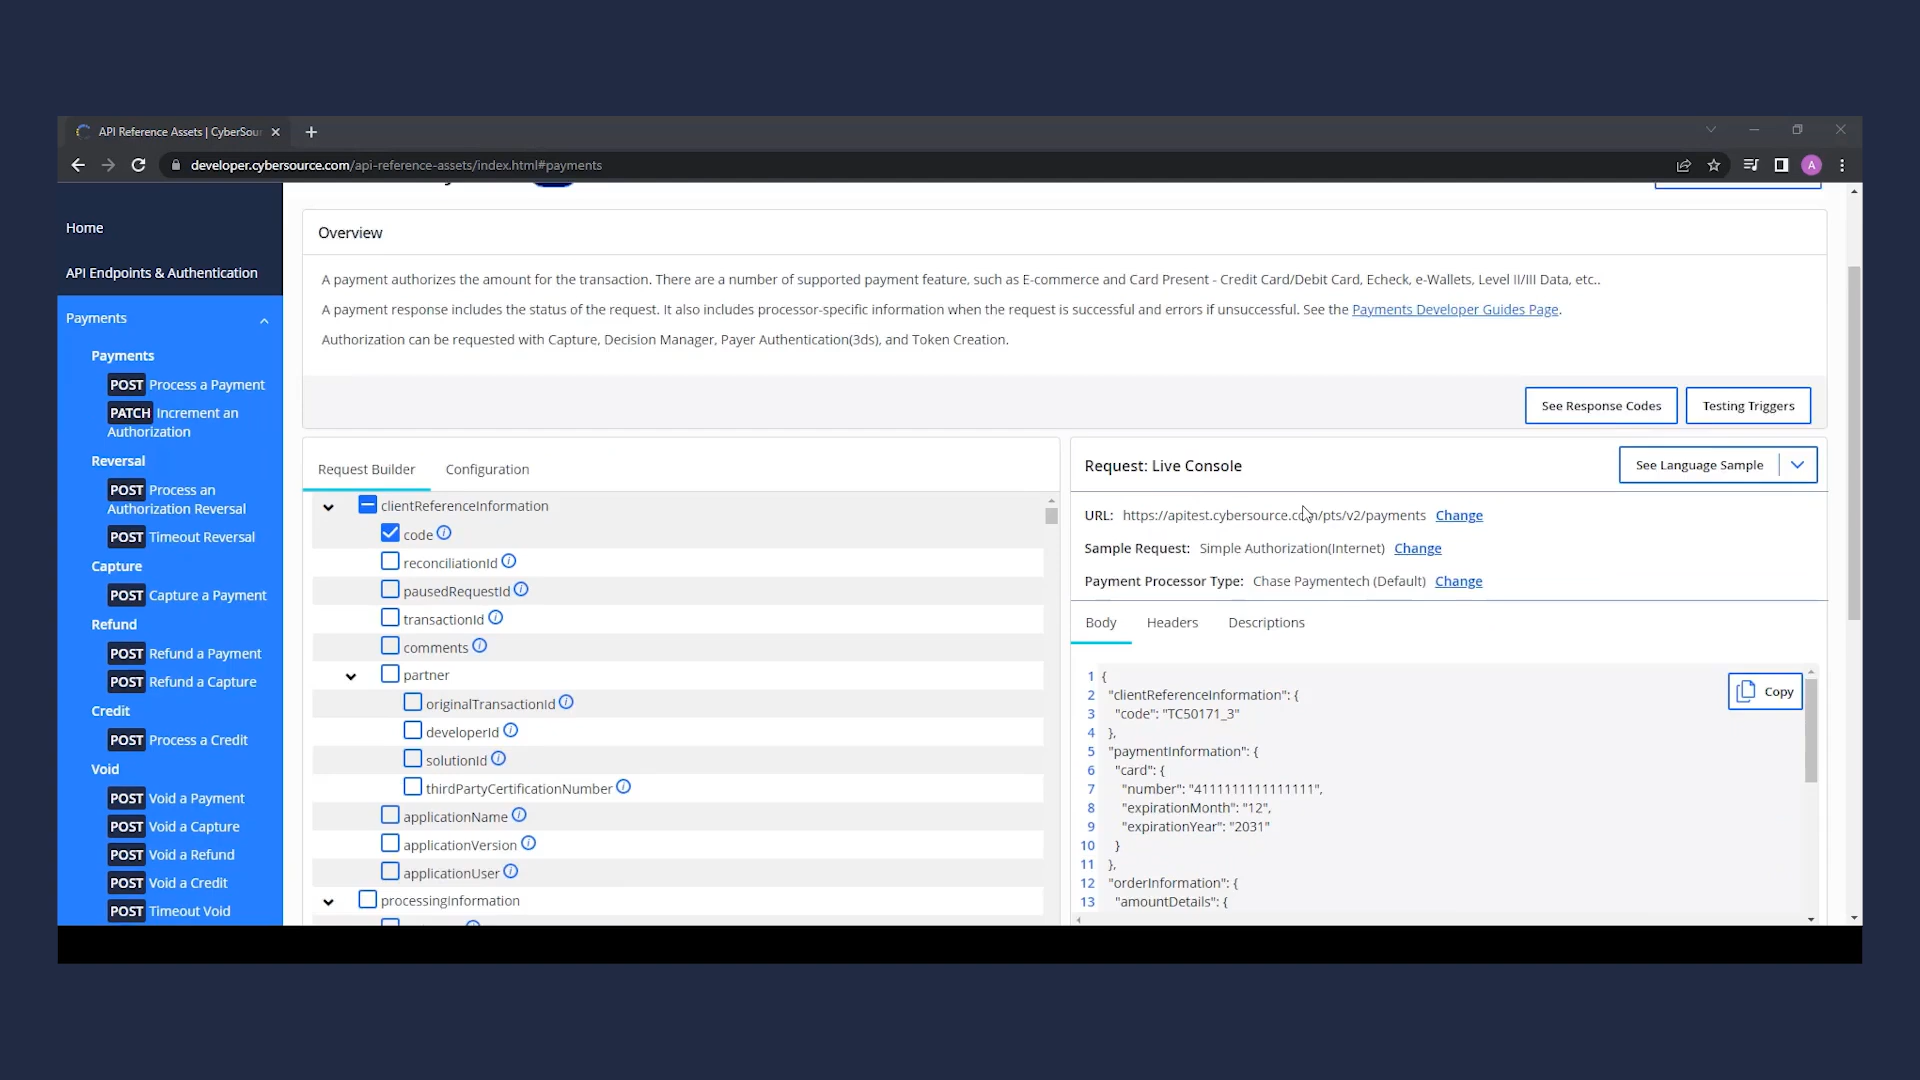 API Reference Assets | CyberSour
developer.cybersource.com/api-reference-assets/index.html#payments
A
Home
API Endpoints & Authentication
Payments
Payments
POST Process a Payment
PATCH Increment an
Authorization
Reversal
POST Process an
Authorization Reversal
POST Timeout Reversal
Capture
POST Capture a Payment
Refund
POST Refund a Payment
POST Refund a Capture
Credit
POST Process a Credit
Void
POST Void a Payment
POST Void a Capture
POST Void a Refund
POST Void a Credit
POST Timeout Void
Overview
A payment authorizes the amount for the transaction. There are a number of supported payment feature, such as E-commerce and Card Present - Credit Card/Debit Card, Echeck, e-Wallets, Level II/III Data, etc..
A payment response includes the status of the request. It also includes processor-specific information when the request is successful and errors if unsuccessful. See the Payments Developer Guides Page.
Authorization can be requested with Capture, Decision Manager, Payer Authentication(3ds), and Token Creation.
See Response Codes
Testing Triggers
Request Builder
Configuration
clientReferenceInformation
code
reconciliationId
pausedRequestId
transactionId
comments
partner
originalTransactionId
developerId
solutionId
thirdPartyCertificationNumber
applicationName
applicationVersion
applicationUser
processingInformation
Request: Live Console
See Language Sample
URL: https://apitest.cybersource.com/pts/v2/payments Change
Sample Request: Simple Authorization(Internet) Change
Payment Processor Type: Chase Paymentech (Default) Change
Body
Headers
Descriptions
Copy
1 {
2 "clientReferenceInformation": {
3 "code": "TC50171_3"
4 },
5 "paymentInformation": {
6 "card": {
7 "number": "4111111111111111",
8 "expirationMonth": "12",
9 "expirationYear": "2031"
10 }
11 },
12 "orderInformation": {
13 "amountDetails": {